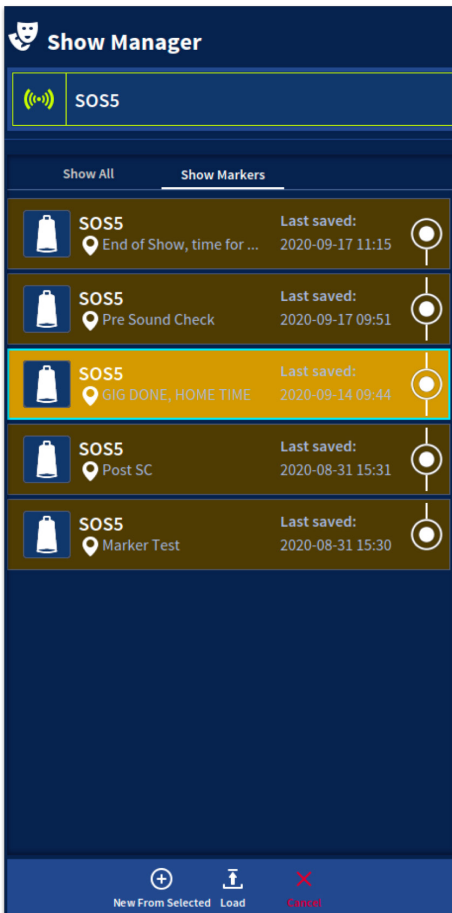 Show Manager
SOS5
Show All Show Markers
SOS5 Last saved:
End of Show, time for ... 2020-09-17 11:15
SOS5 Last saved:
Pre Sound Check 2020-09-17 09:51
SOS5 Last saved:
GIG DONE, HOME TIME 2020-09-14 09:44
SOS5 Last saved:
Post SC 2020-08-31 15:31
SOS5 Last saved:
Marker Test 2020-08-31 15:30
New From Selected Load Cancel